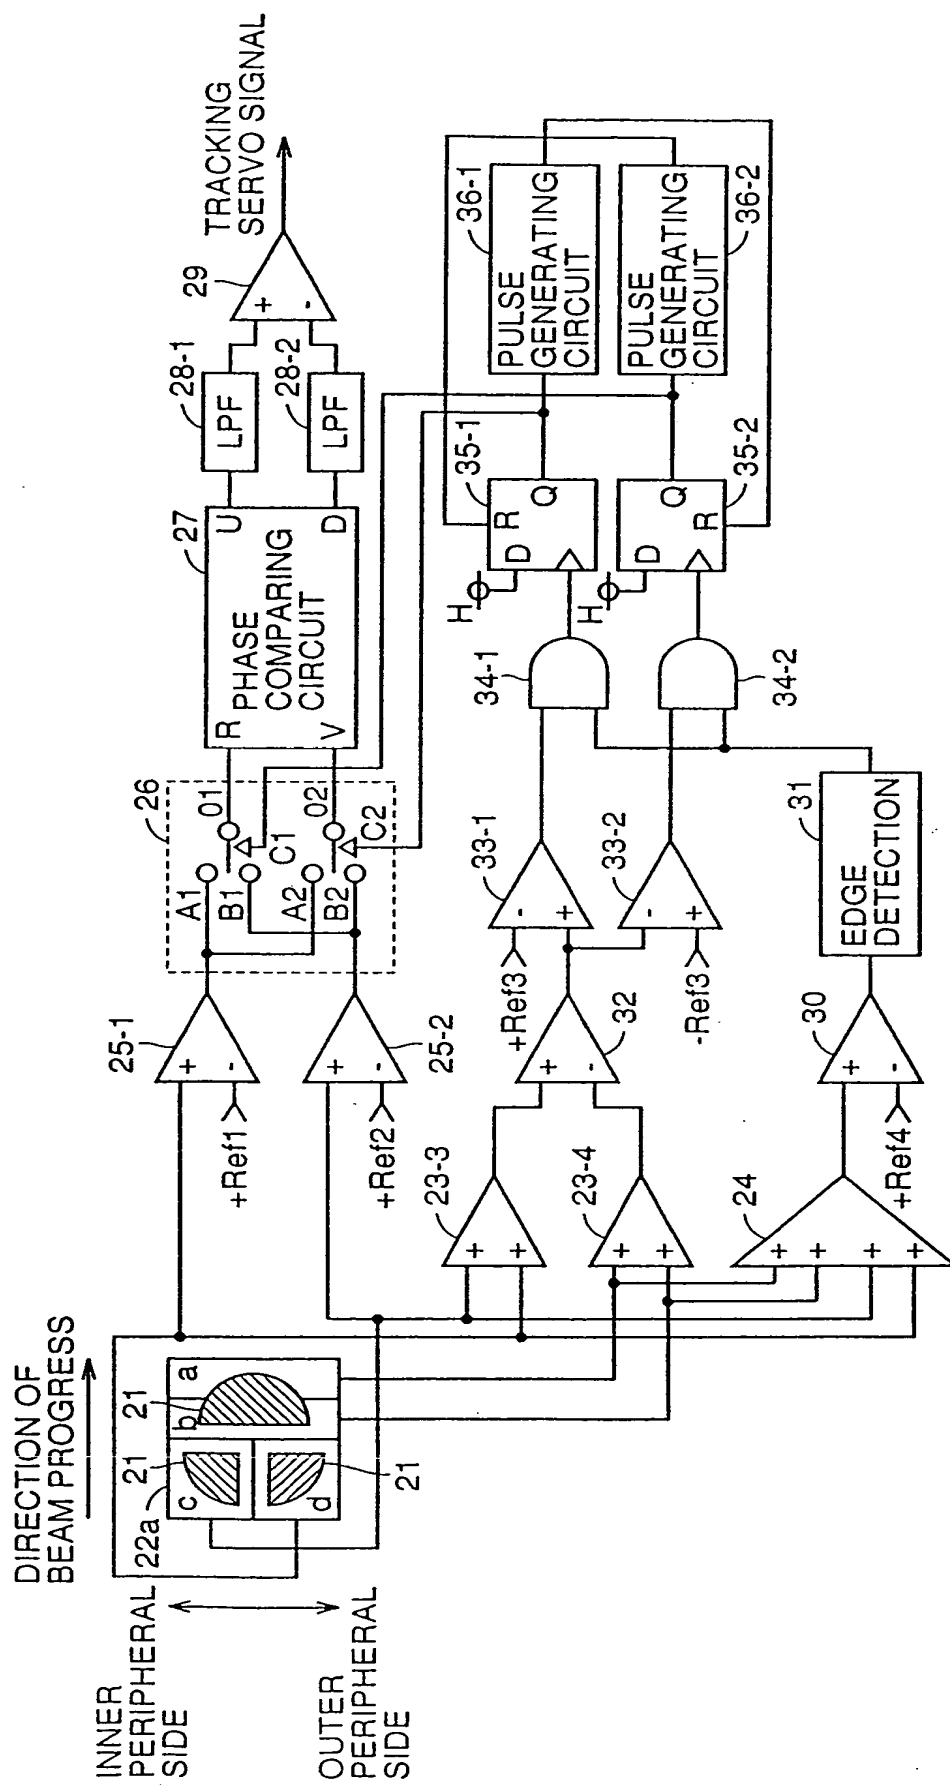 DIRECTION OF
BEAM PROGRESS
INNER
PERIPHERAL
SIDE
OUTER
PERIPHERAL
SIDE
22a
21
21
21
a
b
c
d
25-1
+
-
+Ref1
25-2
+
-
+Ref2
26
A1
B1
C1
O1
A2
B2
C2
O2
27
R
V
PHASE
COMPARING
CIRCUIT
U
D
28-1
LPF
28-2
LPF
29
+
-
TRACKING
SERVO SIGNAL
23-3
+
+
23-4
+
+
24
+
+
+
+
32
+
-
33-1
-
+
+Ref3
33-2
-
+
-Ref3
30
+
-
+Ref4
31
EDGE
DETECTION
34-1
34-2
H
D
R
Q
35-1
H
D
R
Q
35-2
36-1
PULSE
GENERATING
CIRCUIT
36-2
PULSE
GENERATING
CIRCUIT